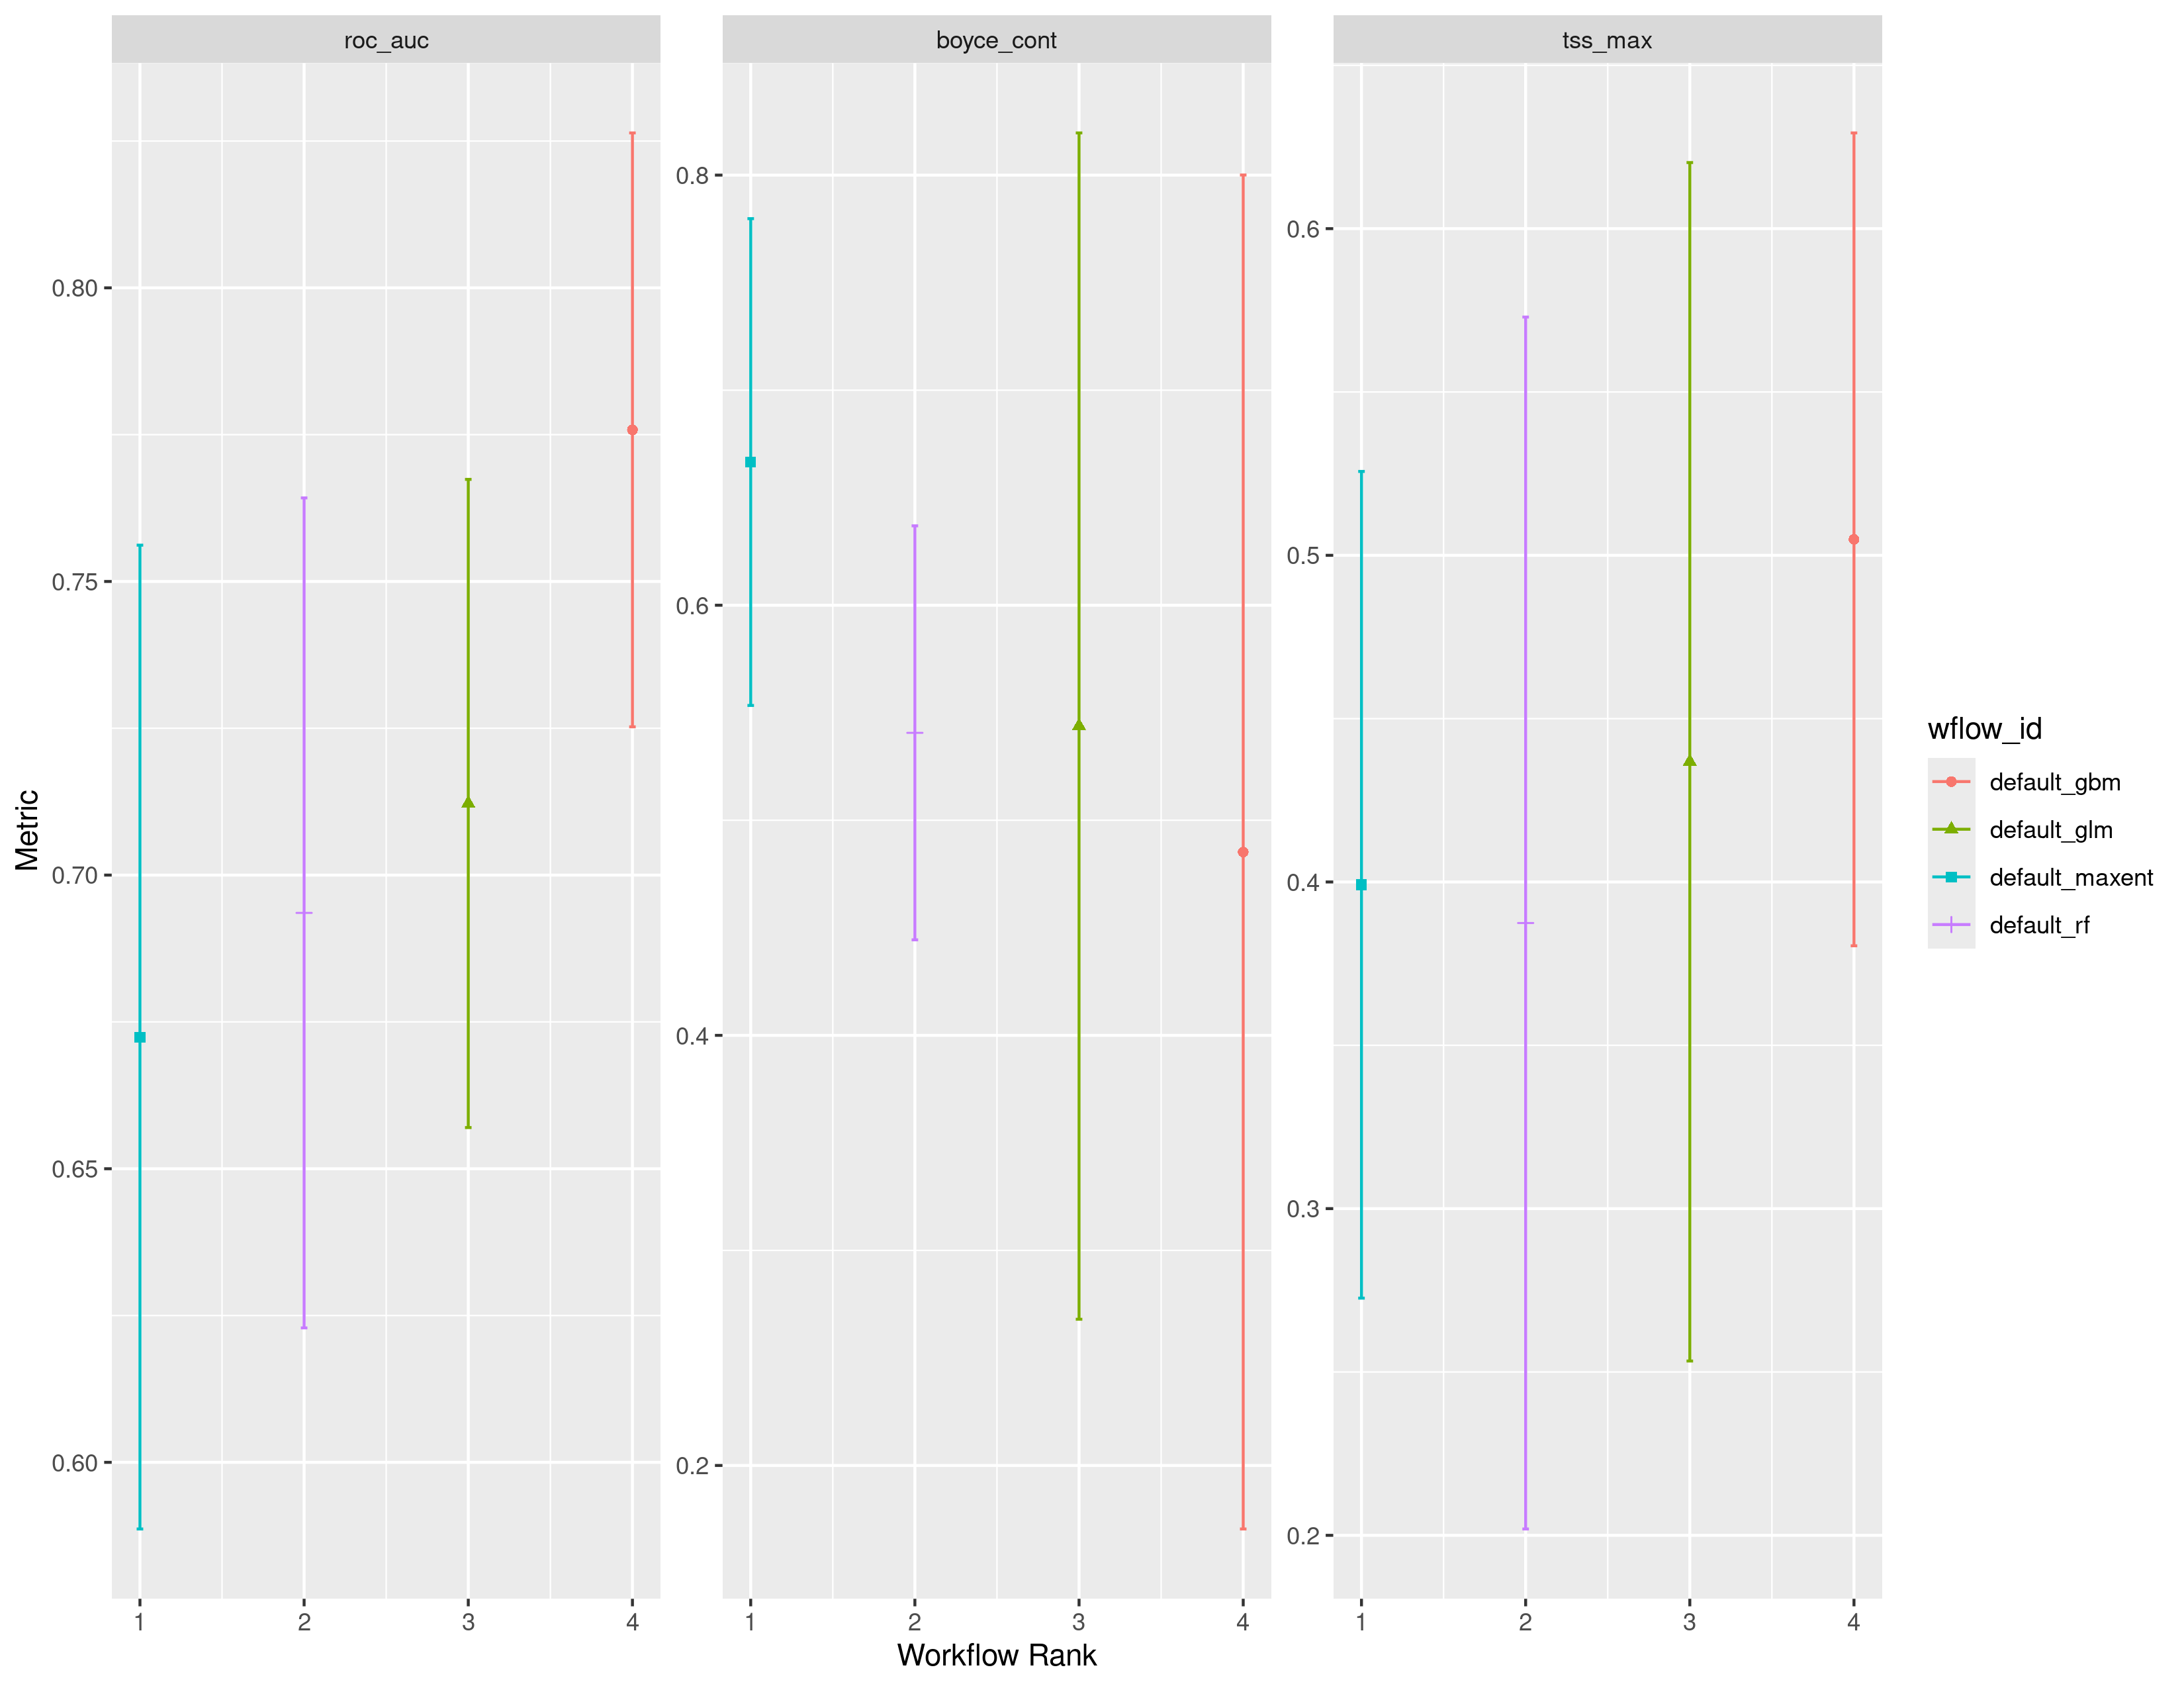 roc_auc
boyce_cont
tss_max
Metric
0.80
0.75
0.70
0.65
0.60
0.8
0.6
0.4
0.2
0.6
0.5
0.4
0.3
0.2
1 2 3 4
1 2 3 4
1 2 3 4
Workflow Rank
wflow_id
default_gbm
default_glm
default_maxent
default_rf